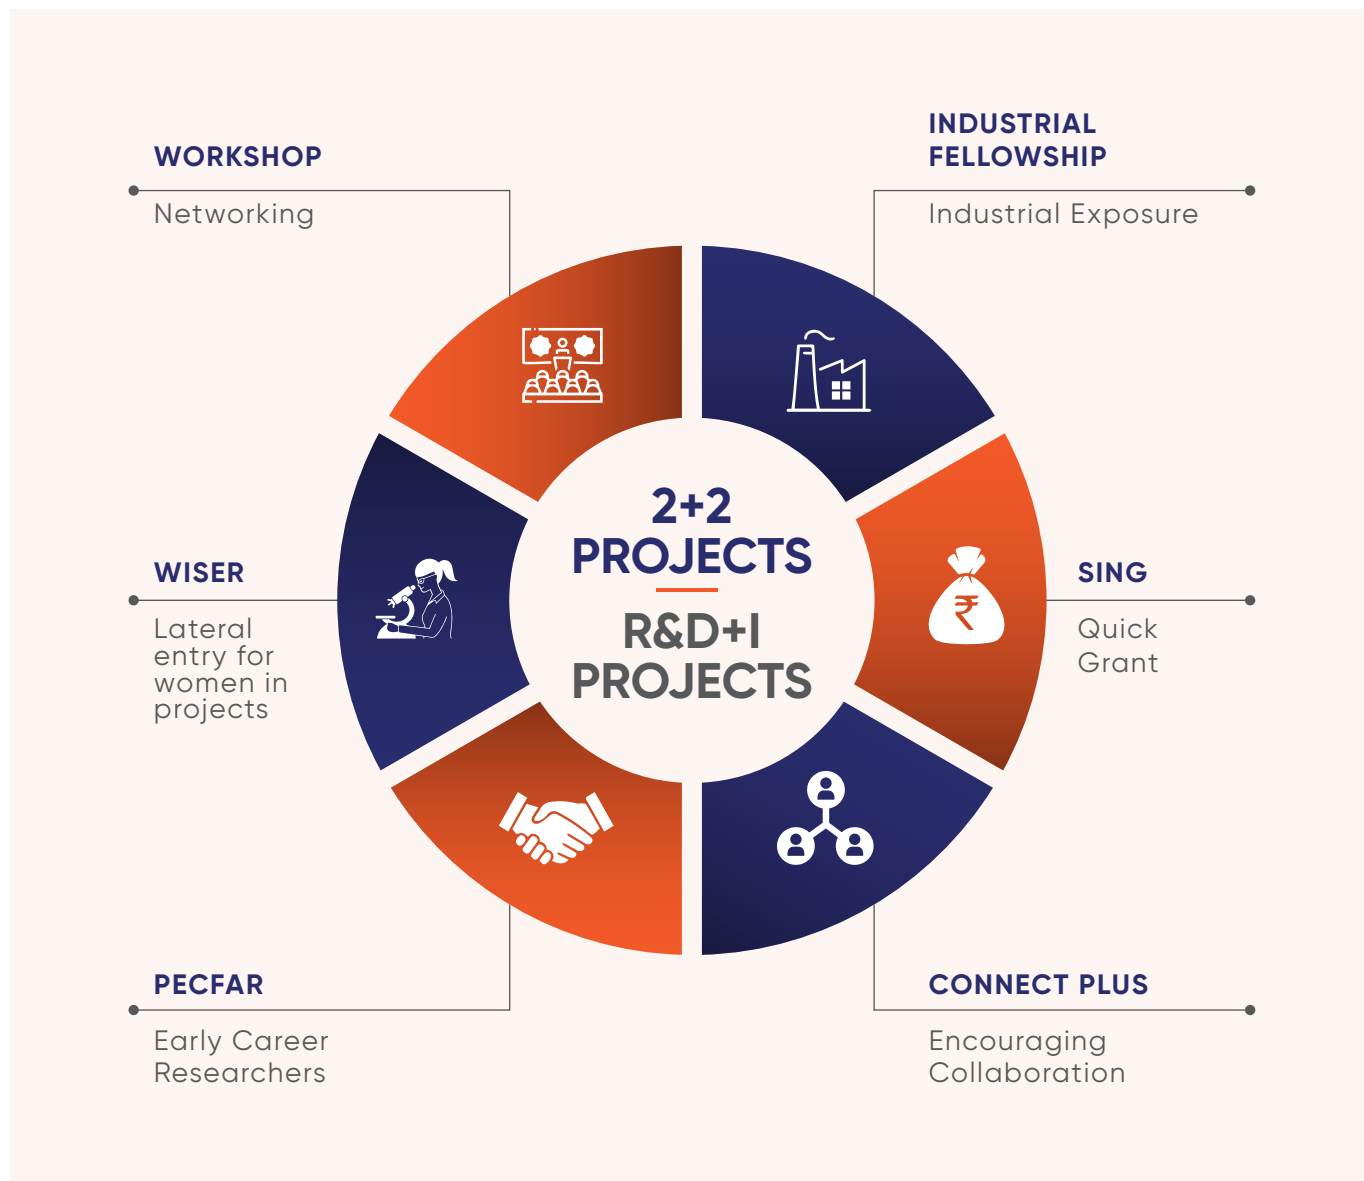 WORKSHOP
Networking
INDUSTRIAL
FELLOWSHIP
Industrial Exposure
2+2
PROJECTS
R&D+I
PROJECTS
WISER
Lateral
entry for
women in
projects
SING
Quick
Grant
₹
PECFAR
Early Career
Researchers
CONNECT PLUS
Encouraging
Collaboration